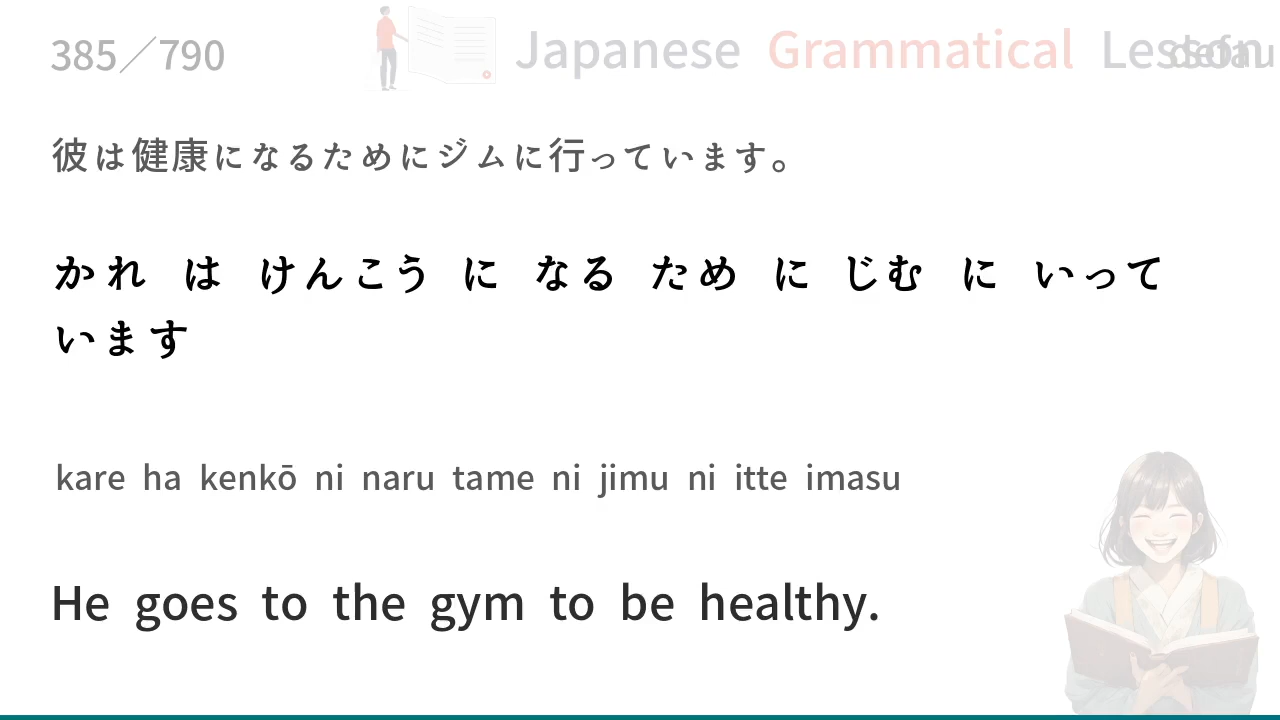 385／790
Japanese Grammatical Lesson
彼は健康になるためにジムに行っています。
かれ は けんこう に なる ため に じむ に いって
います
kare ha kenkō ni naru tame ni jimu ni itte imasu
He goes to the gym to be healthy.